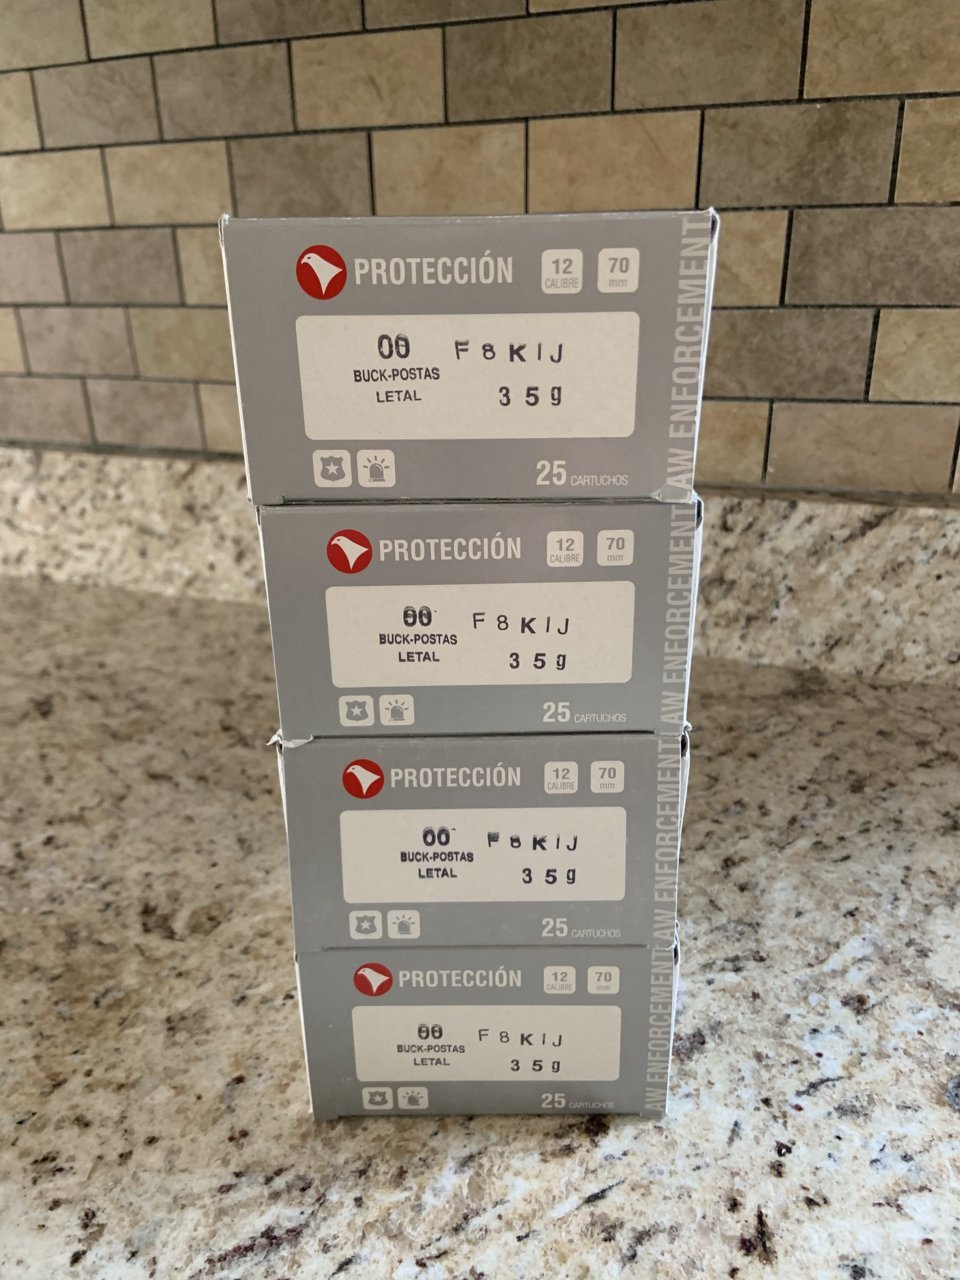 PROTECCIÓN 12 CALIBRE 70 mm
00 F8KIJ
BUCK-POSTAS
LETAL 35g
25 CARTUCHOS
LAW ENFORCEMENT
PROTECCIÓN 12 CALIBRE 70 mm
00 F8KIJ
BUCK-POSTAS
LETAL 35g
25 CARTUCHOS
LAW ENFORCEMENT
PROTECCIÓN 12 CALIBRE 70 mm
00 F8KIJ
BUCK-POSTAS
LETAL 35g
25 CARTUCHOS
LAW ENFORCEMENT
PROTECCIÓN 12 CALIBRE 70 mm
00 F8KIJ
BUCK-POSTAS
LETAL 35g
25 CARTUCHOS
LAW ENFORCEMENT